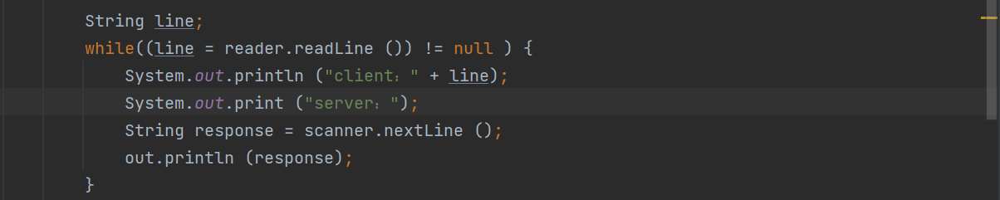 String line;
while((line = reader.readLine ()) != null ) {
System.out.println ("client：" + line);
System.out.print ("server：");
String response = scanner.nextLine ();
out.println (response);
}